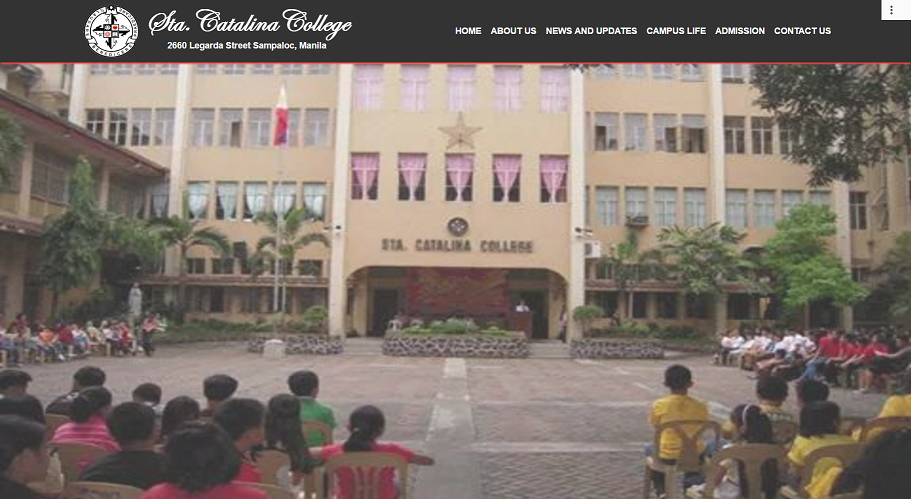 Sta. Catalina College
2660 Legarda Street Sampaloc, Manila
HOME ABOUT US NEWS AND UPDATES CAMPUS LIFE ADMISSION CONTACT US
STA. CATALINA COLLEGE